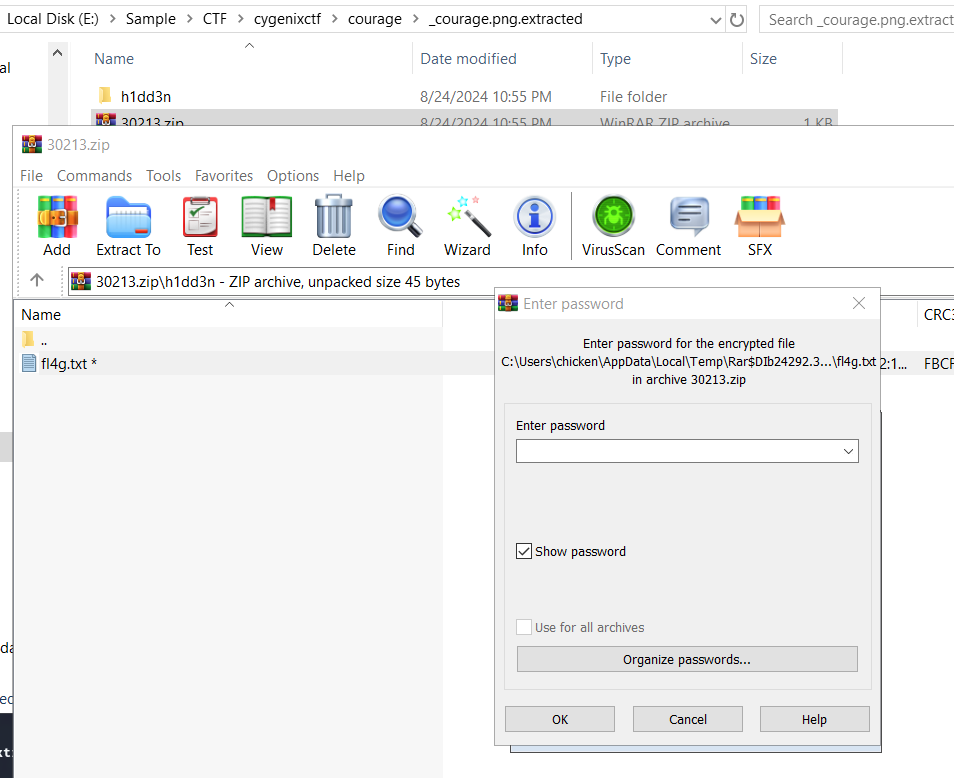 Local Disk (E:) > Sample > CTF > cygenixctf > courage > _courage.png.extracted
Search _courage.png.extract
al
Name Date modified Type Size
h1dd3n 8/24/2024 10:55 PM File folder
30213.zip 8/24/2024 10:55 PM WinRAR ZIP archive 1 KB
30213.zip
File Commands Tools Favorites Options Help
Add Extract To Test View Delete Find Wizard Info VirusScan Comment SFX
30213.zip\h1dd3n - ZIP archive, unpacked size 45 bytes
Name CRC3
..
fl4g.txt * 2:1... FBCF
Enter password
Enter password for the encrypted file
C:\Users\chicken\AppData\Local\Temp\Rar$DIb24292.3...\fl4g.txt
in archive 30213.zip
Enter password
Show password
Use for all archives
Organize passwords...
OK Cancel Help
da
ed
xt: